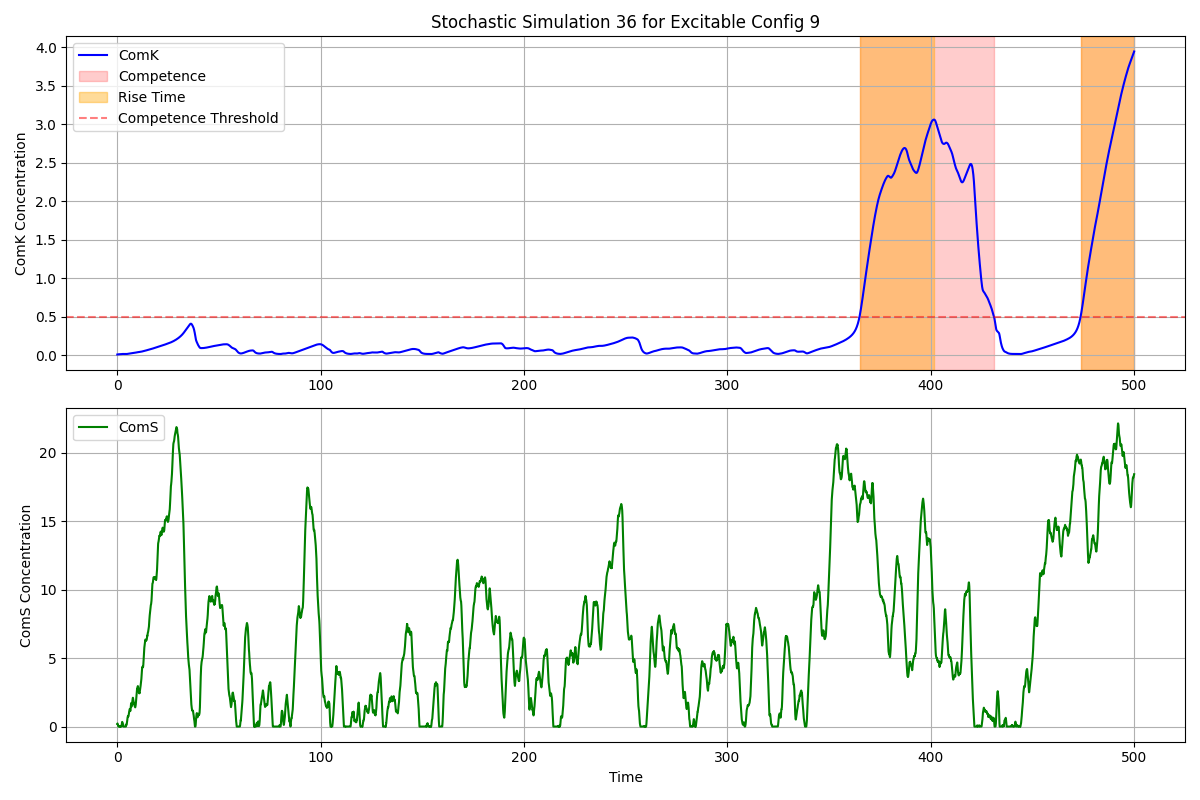 Stochastic Simulation 36 for Excitable Config 9
ComK Concentration
4.0
3.5
3.0
2.5
2.0
1.5
1.0
0.5
0.0
ComK
Competence
Rise Time
Competence Threshold
0 100 200 300 400 500
ComS Concentration
20
15
10
5
0
ComS
0 100 200 300 400 500
Time